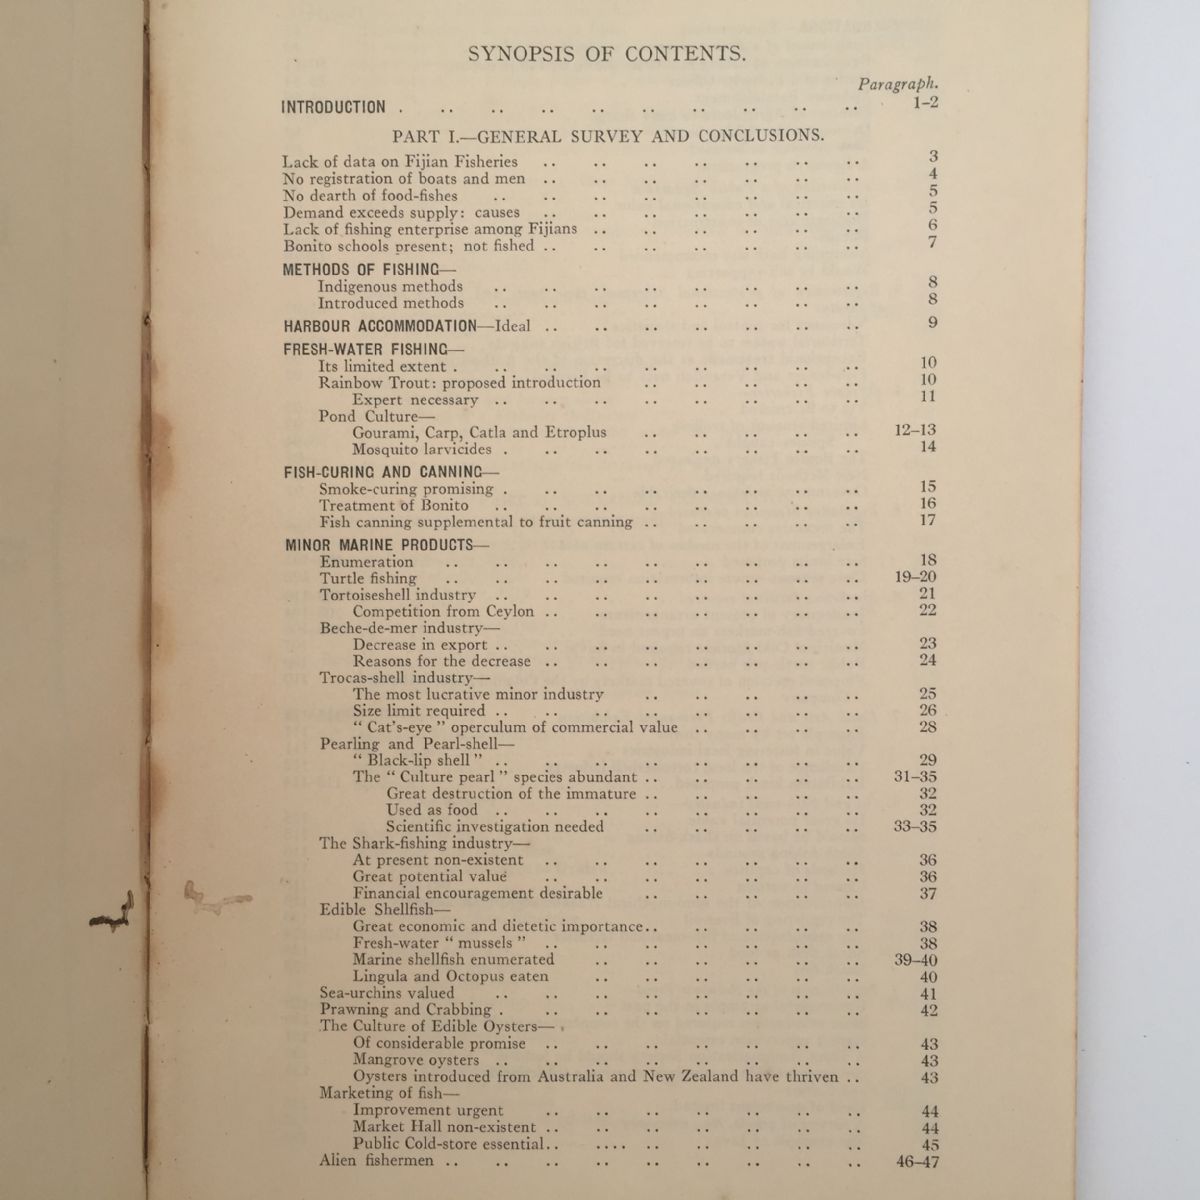 SYNOPSIS OF CONTENTS.
Paragraph.
INTRODUCTION . .. .. .. .. .. .. .. .. .. 1-2
PART I.—GENERAL SURVEY AND CONCLUSIONS.
Lack of data on Fijian Fisheries .. .. .. .. .. .. .. 3
No registration of boats and men .. .. .. .. .. .. .. 4
No dearth of food-fishes .. .. .. .. .. .. .. .. 5
Demand exceeds supply: causes .. .. .. .. .. .. .. 5
Lack of fishing enterprise among Fijians .. .. .. .. .. .. 6
Bonito schools present; not fished .. .. .. .. .. .. .. 7
METHODS OF FISHING—
Indigenous methods .. .. .. .. .. .. .. .. 8
Introduced methods .. .. .. .. .. .. .. .. 8
HARBOUR ACCOMMODATION—Ideal .. .. .. .. .. .. .. 9
FRESH-WATER FISHING—
Its limited extent . .. .. .. .. .. .. .. .. 10
Rainbow Trout: proposed introduction .. .. .. .. .. 10
Expert necessary .. .. .. .. .. .. .. .. 11
Pond Culture—
Gourami, Carp, Catla and Etroplus .. .. .. .. .. 12–13
Mosquito larvicides . .. .. .. .. .. .. .. 14
FISH-CURING AND CANNING—
Smoke-curing promising . .. .. .. .. .. .. .. 15
Treatment of Bonito .. .. .. .. .. .. .. .. 16
Fish canning supplemental to fruit canning .. .. .. .. .. 17
MINOR MARINE PRODUCTS—
Enumeration .. .. .. .. .. .. .. .. .. 18
Turtle fishing .. .. .. .. .. .. .. .. .. 19–20
Tortoiseshell industry .. .. .. .. .. .. .. .. 21
Competition from Ceylon .. .. .. .. .. .. .. 22
Beche-de-mer industry—
Decrease in export .. .. .. .. .. .. .. .. 23
Reasons for the decrease .. .. .. .. .. .. .. 24
Trocas-shell industry—
The most lucrative minor industry .. .. .. .. .. 25
Size limit required .. .. .. .. .. .. .. .. 26
“ Cat's-eye ” operculum of commercial value .. .. .. .. 28
Pearling and Pearl-shell—
“ Black-lip shell ” .. .. .. .. .. .. .. .. 29
The “ Culture pearl ” species abundant .. .. .. .. .. 31–35
Great destruction of the immature .. .. .. .. .. 32
Used as food .. .. .. .. .. .. .. .. 32
Scientific investigation needed .. .. .. .. .. 33–35
The Shark-fishing industry—
At present non-existent .. .. .. .. .. .. .. 36
Great potential value .. .. .. .. .. .. .. 36
Financial encouragement desirable .. .. .. .. .. 37
Edible Shellfish—
Great economic and dietetic importance.. .. .. .. .. 38
Fresh-water “ mussels ” .. .. .. .. .. .. .. 38
Marine shellfish enumerated .. .. .. .. .. .. 39–40
Lingula and Octopus eaten .. .. .. .. .. .. 40
Sea-urchins valued .. .. .. .. .. .. .. .. 41
Prawning and Crabbing . .. .. .. .. .. .. .. 42
The Culture of Edible Oysters—
Of considerable promise .. .. .. .. .. .. .. 43
Mangrove oysters .. .. .. .. .. .. .. .. 43
Oysters introduced from Australia and New Zealand have thriven .. 43
Marketing of fish—
Improvement urgent .. .. .. .. .. .. .. 44
Market Hall non-existent .. .. .. .. .. .. .. 44
Public Cold-store essential.. .... .. .. .. .. .. 45
Alien fishermen .. .. .. .. .. .. .. .. .. 46–47